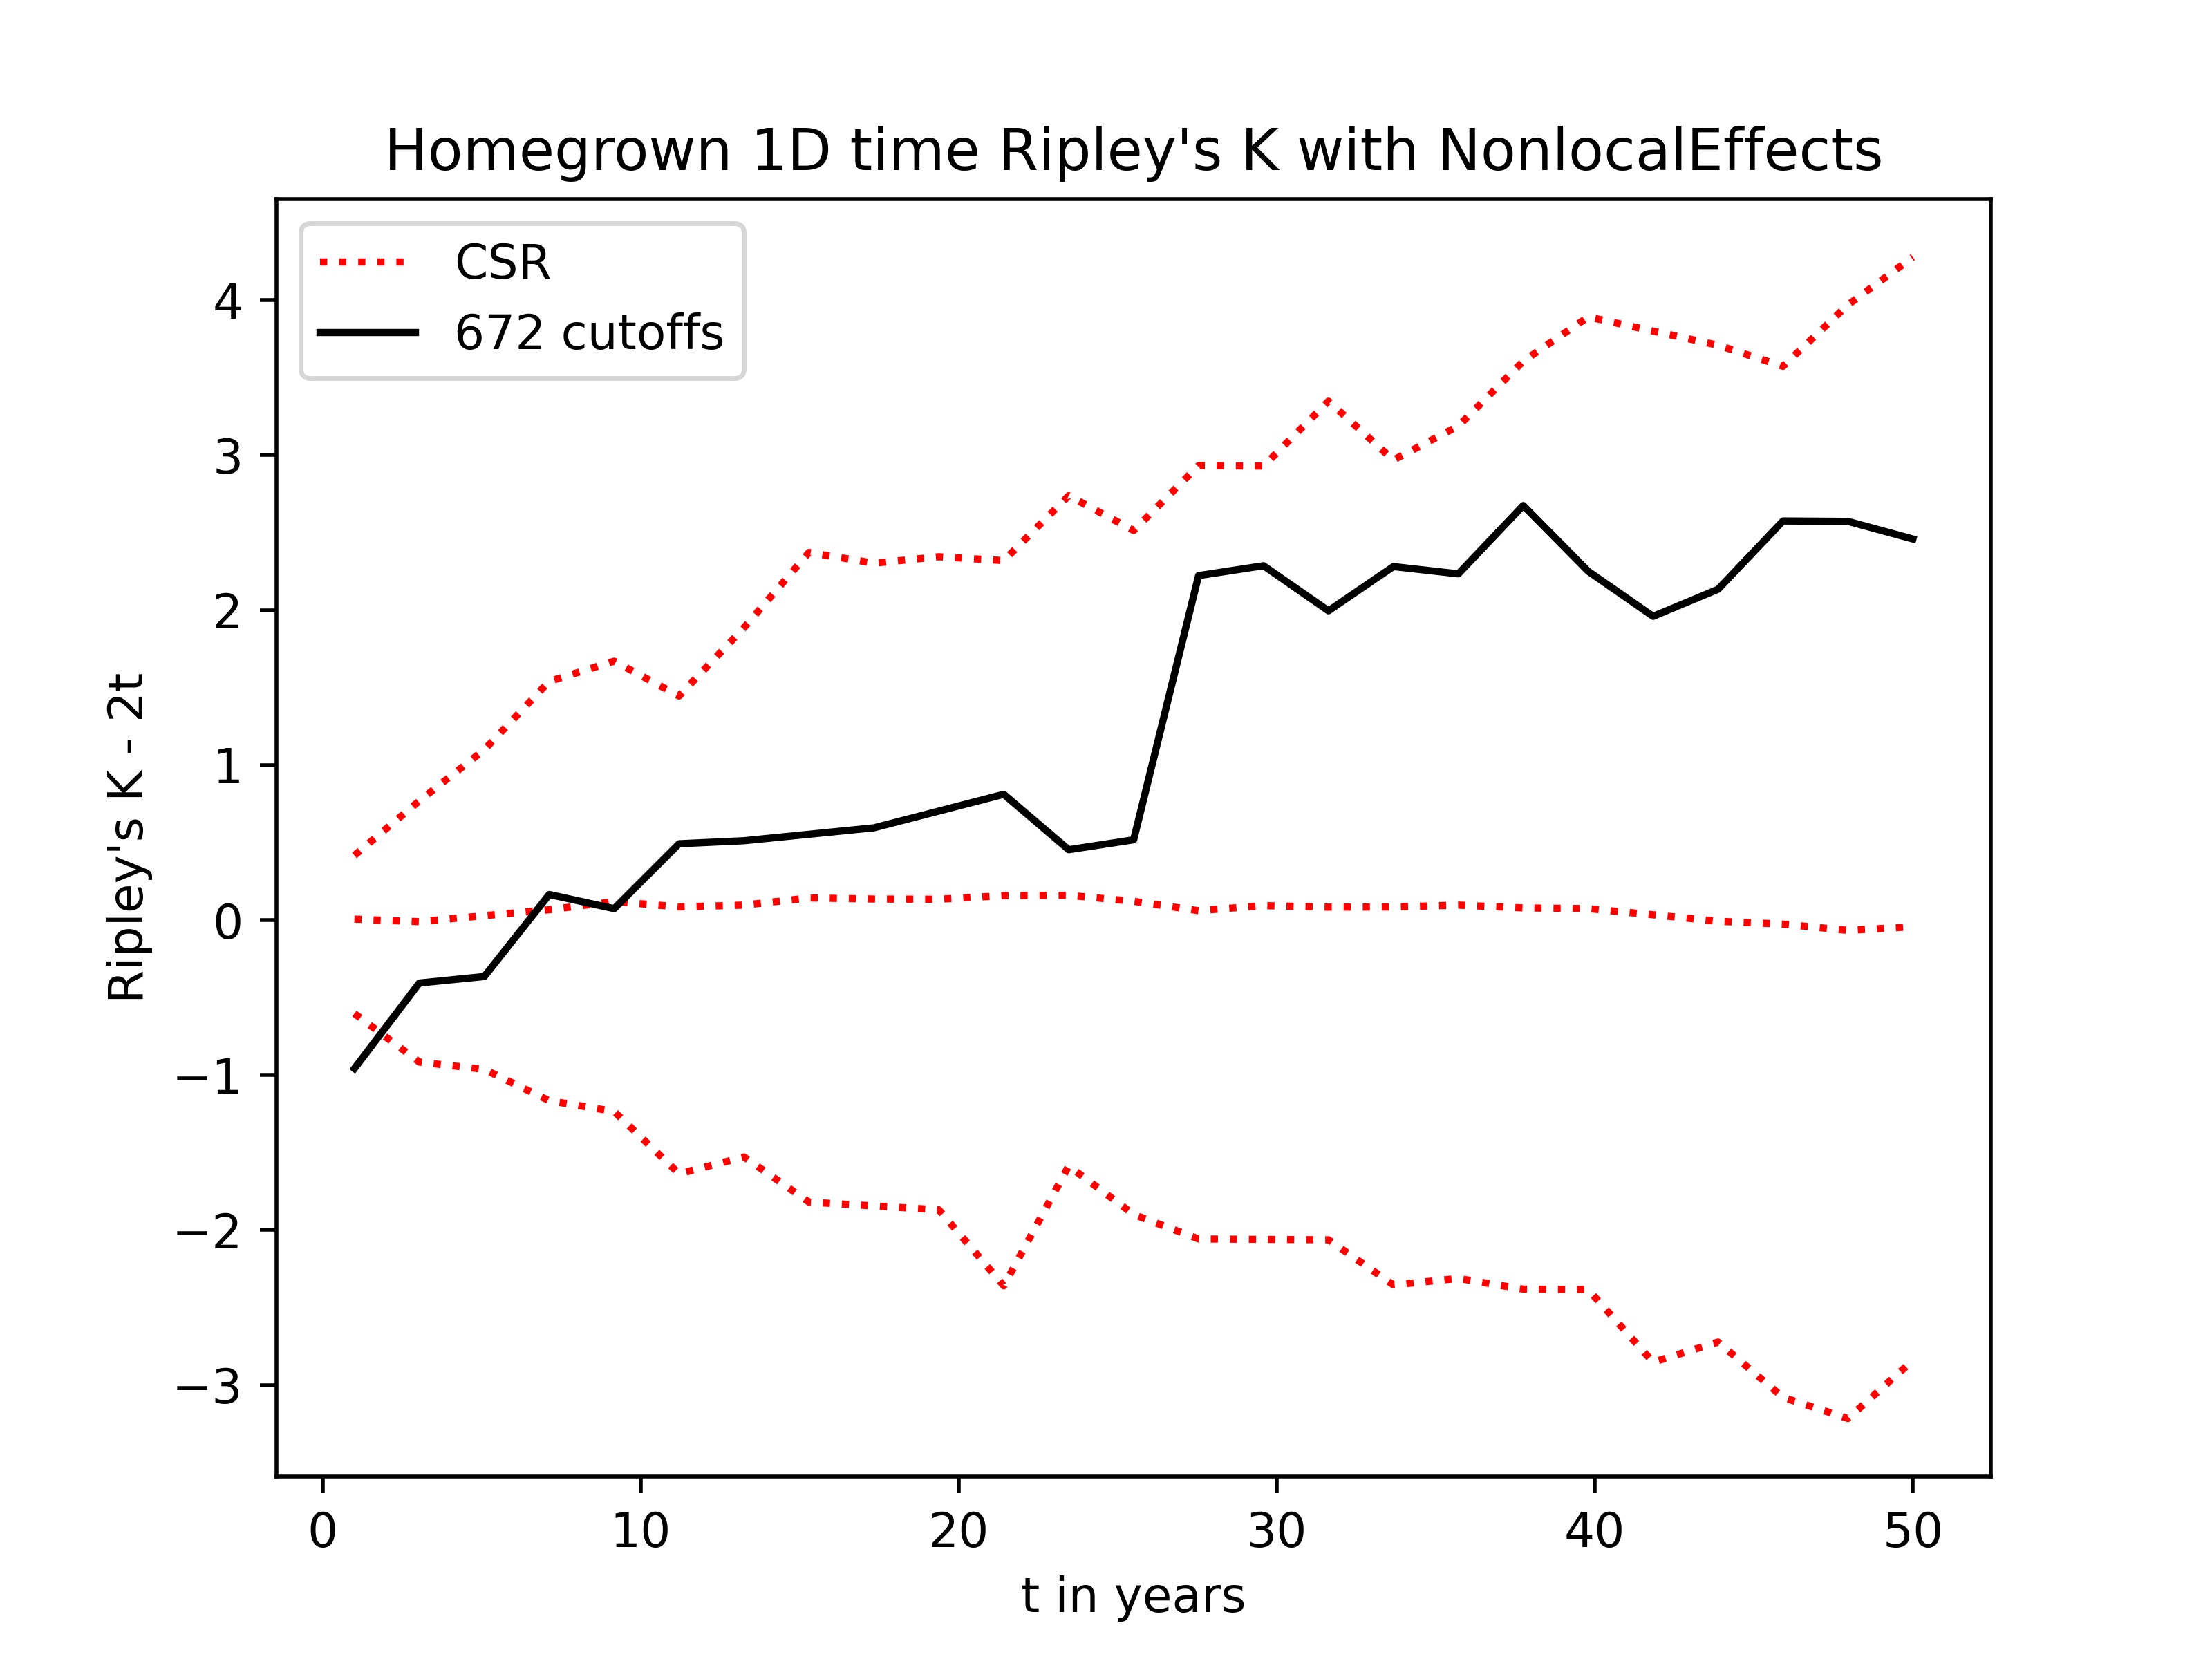 Homegrown 1D time Ripley's K with NonlocalEffects
CSR
672 cutoffs
4
3
2
1
0
−1
−2
−3
Ripley's K - 2t
0 10 20 30 40 50
t in years